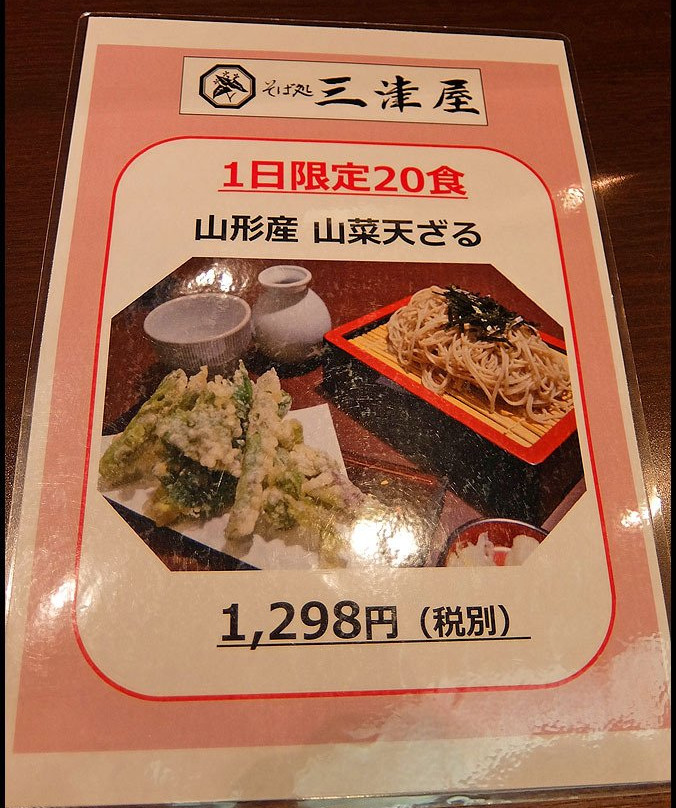 そば処 三津屋
1日限定20食
山形産 山菜天ざる
1,298円（税別）